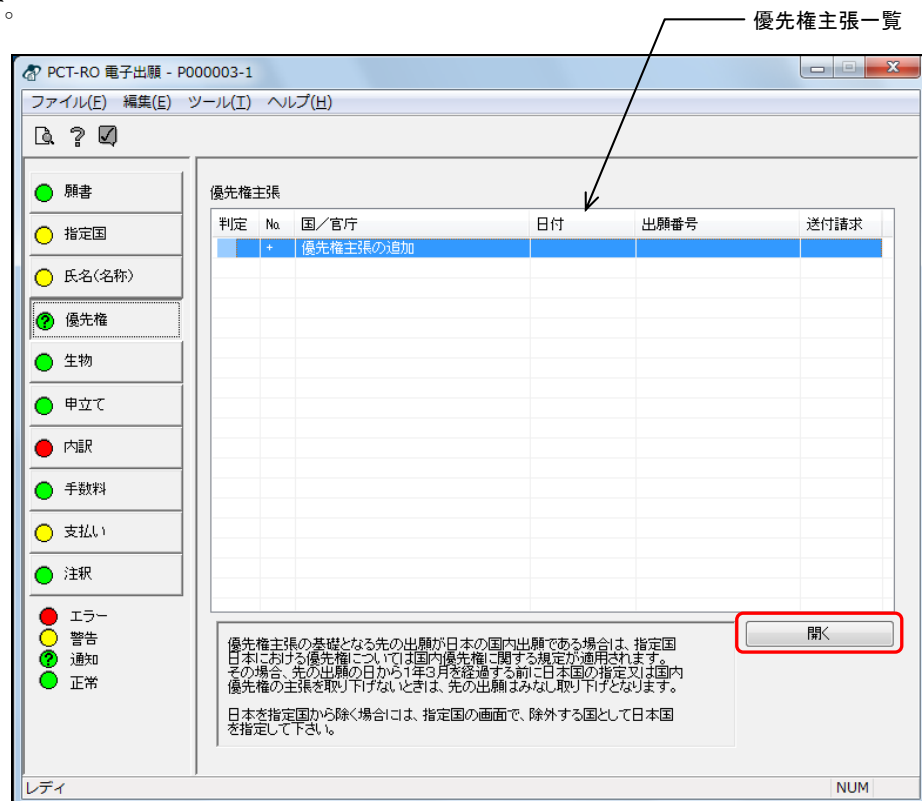 。
優先権主張一覧
PCT-RO 電子出願 - P000003-1
ファイル(F) 編集(E) ツール(T) ヘルプ(H)
願書
指定国
氏名(名称)
優先権
生物
申立て
内訳
手数料
支払い
注釈
エラー
警告
通知
正常
優先権主張
判定 No. 国／官庁 日付 出願番号 送付請求
+ 優先権主張の追加
開く
優先権主張の基礎となる先の出願が日本の国内出願である場合は、指定国
日本における優先権については国内優先権に関する規定が適用されます。
その場合、先の出願の日から1年3月を経過する前に日本国の指定又は国内
優先権の主張を取り下げないときは、先の出願はみなし取り下げとなります。
日本を指定国から除く場合には、指定国の画面で、除外する国として日本国
を指定して下さい。
レディ NUM